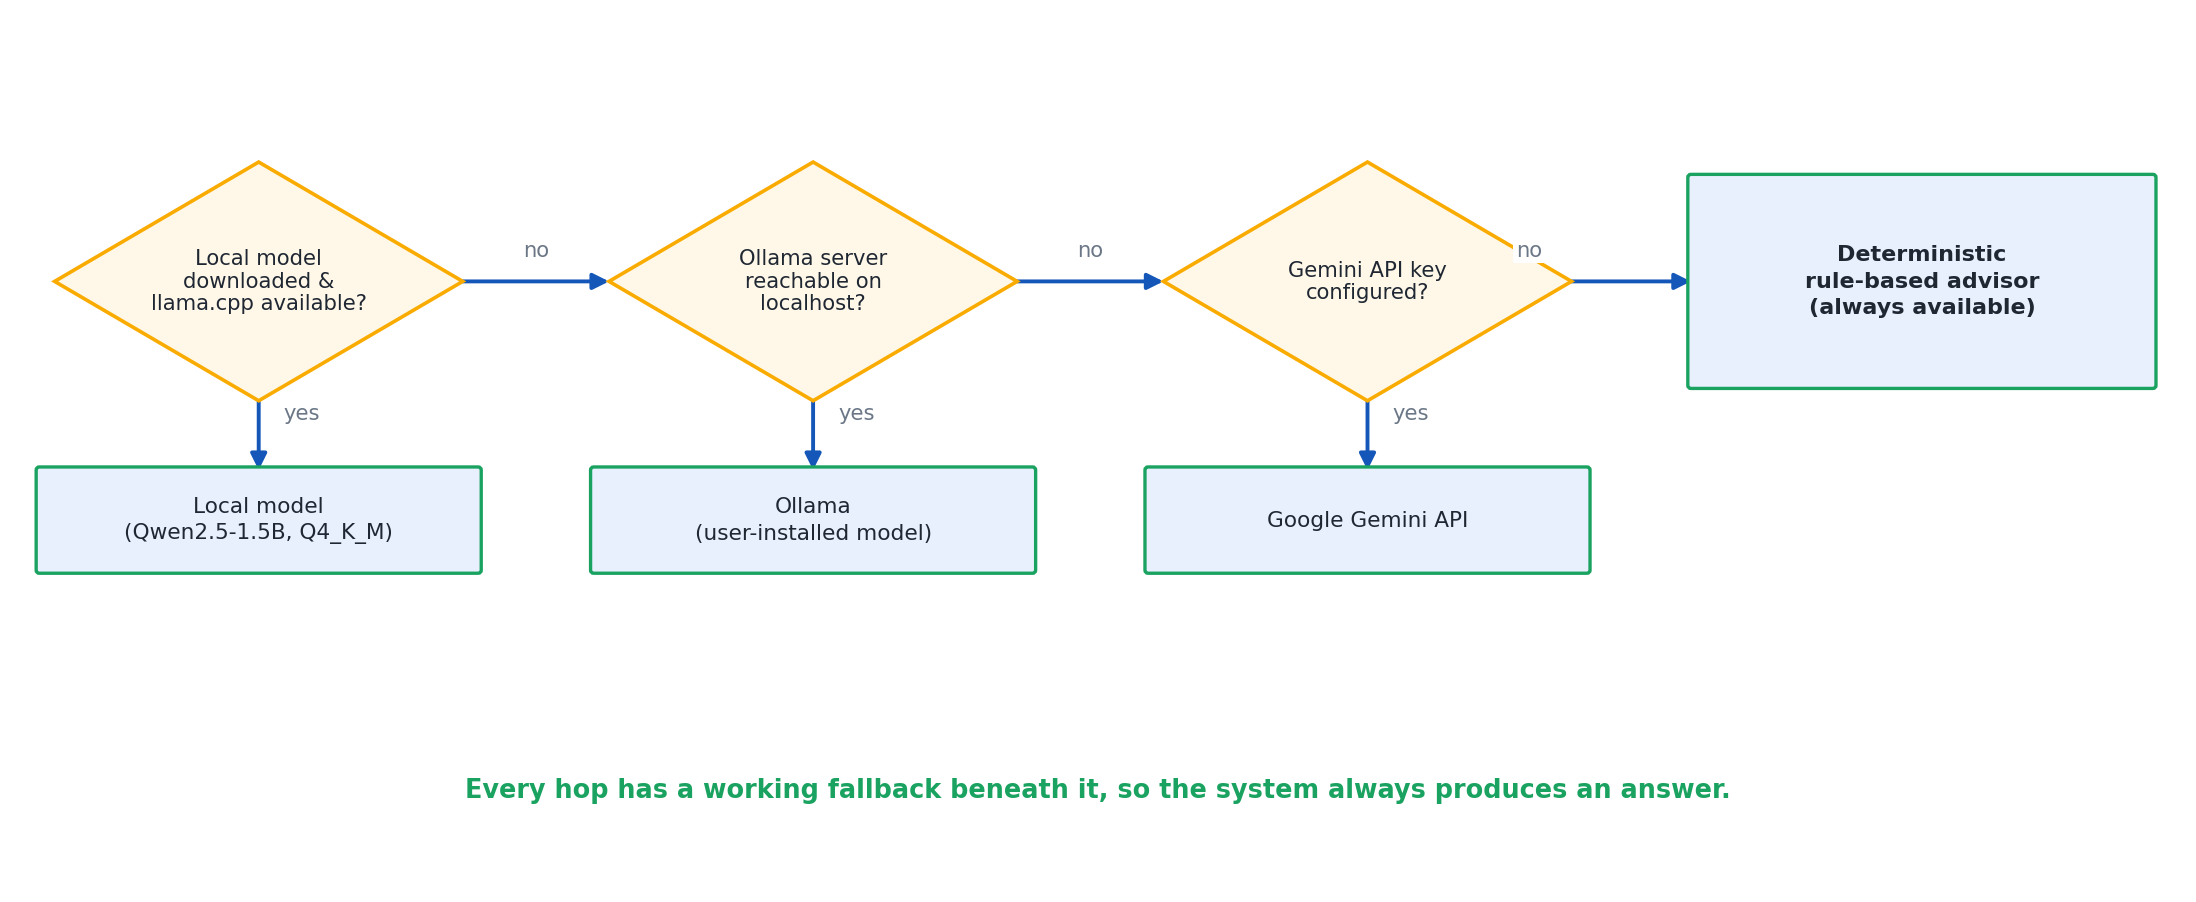 Local model
downloaded &
llama.cpp available?
no
Ollama server
reachable on
localhost?
no
Gemini API key
configured?
no
Deterministic
rule-based advisor
(always available)
yes
yes
yes
Local model
(Qwen2.5-1.5B, Q4_K_M)
Ollama
(user-installed model)
Google Gemini API
Every hop has a working fallback beneath it, so the system always produces an answer.